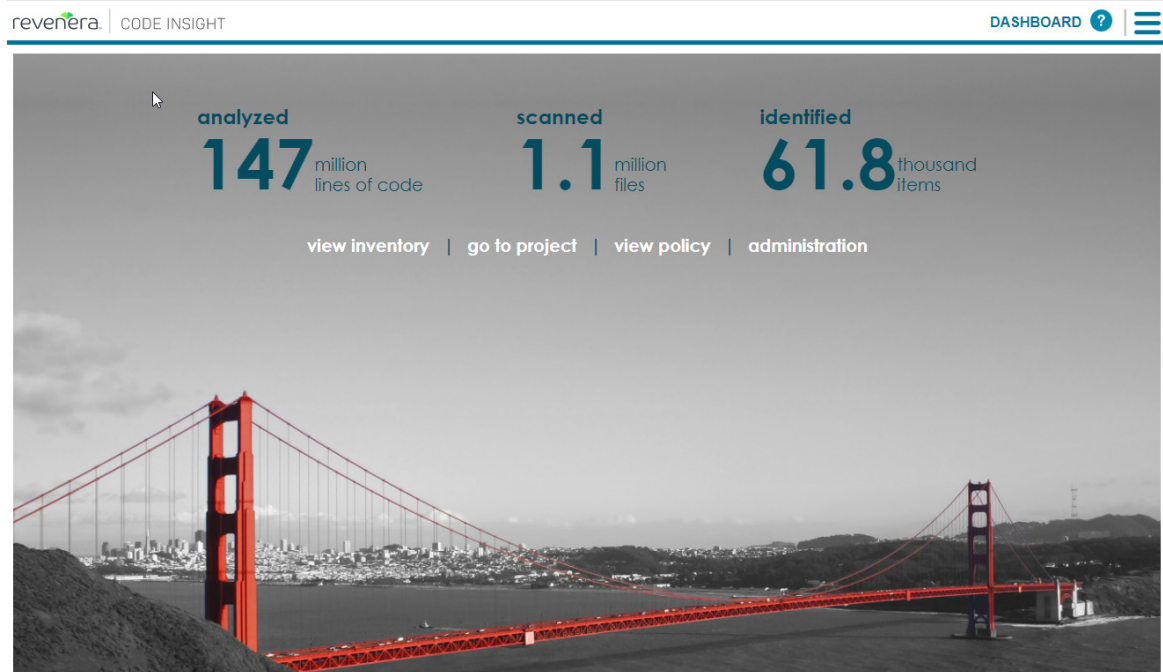 revenera. CODE INSIGHT
DASHBOARD ?
analyzed
147 million lines of code
scanned
1.1 million files
identified
61.8 thousand items
view inventory | go to project | view policy | administration